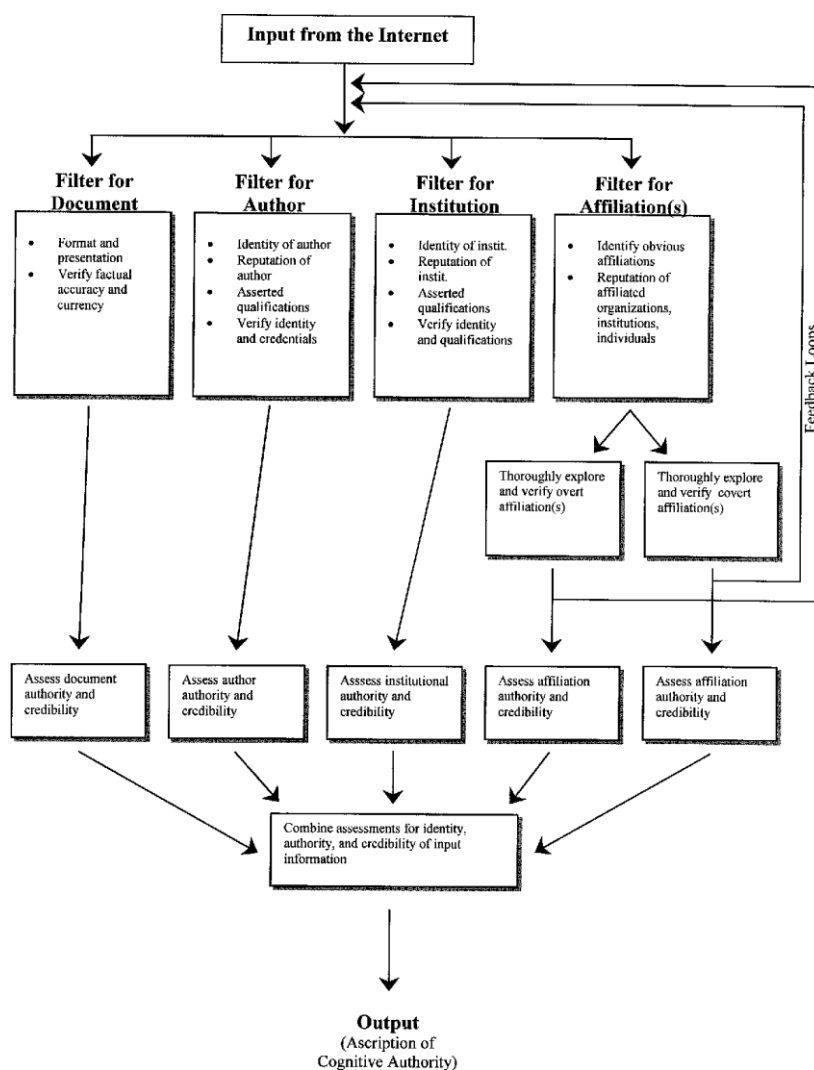 Input from the Internet
Filter for
Document
Filter for
Author
Filter for
Institution
Filter for
Affiliation(s)
• Format and
presentation
• Verify factual
accuracy and
currency
• Identity of author
• Reputation of
author
• Asserted
qualifications
• Verify identity
and credentials
• Identity of instit.
• Reputation of
instit.
• Asserted
qualifications
• Verify identity
and qualifications
• Identify obvious
affiliations
• Reputation of
affiliated
organizations,
institutions,
individuals
Feedback Loops
Thoroughly explore
and verify overt
affiliation(s)
Thoroughly explore
and verify covert
affiliation(s)
Assess document
authority and
credibility
Assess author
authority and
credibility
Asssess institutional
authority and
credibility
Assess affiliation
authority and
credibility
Assess affiliation
authority and
credibility
Combine assessments for identity,
authority, and credibility of input
information
Output
(Ascription of
Cognitive Authority)